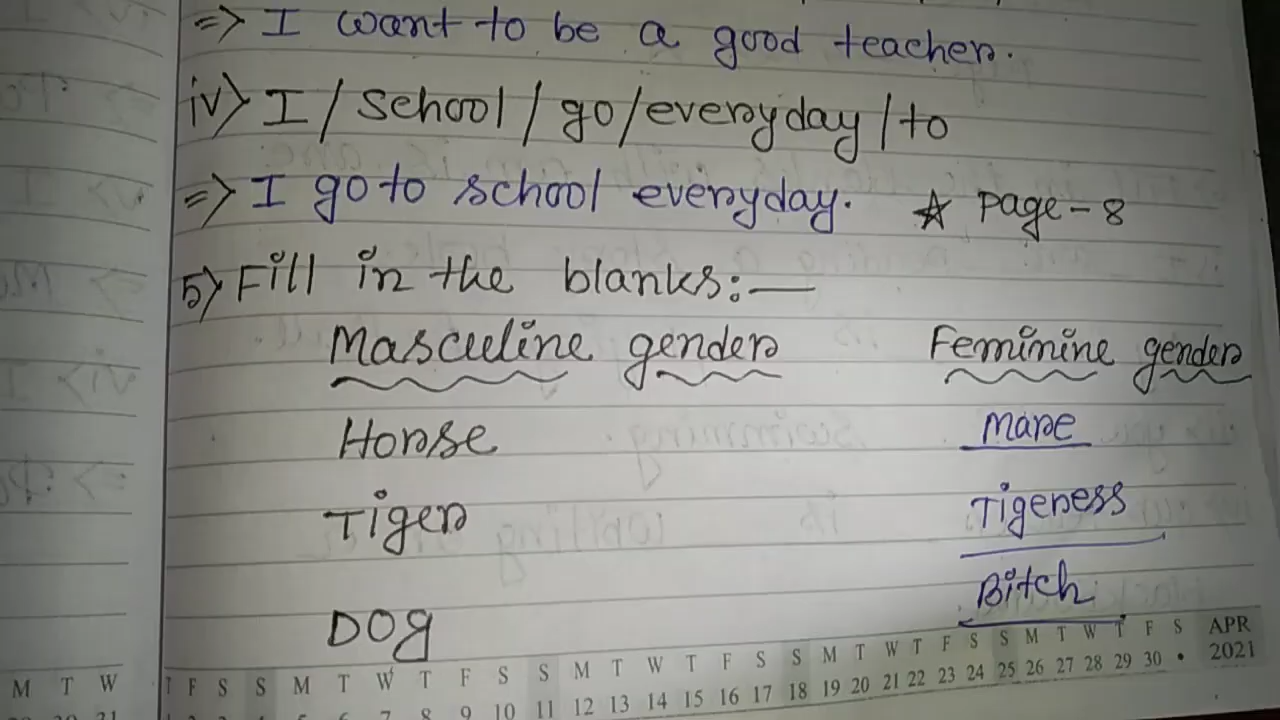 => I want to be a good teacher.
iv) I / school / go / everyday / to
=> I go to school everyday. ☆ Page - 8
5) Fill in the blanks :—
Masculine gender Feminine gender
Horse Mare
Tiger Tigeress
Dog Bitch
M T W T F S S M T W T F S S M T W T F S S M T W T F S S M T W T F S APR
12 13 14 15 16 17 18 19 20 21 22 23 24 25 26 27 28 29 30 • 2021
8 9 10 11